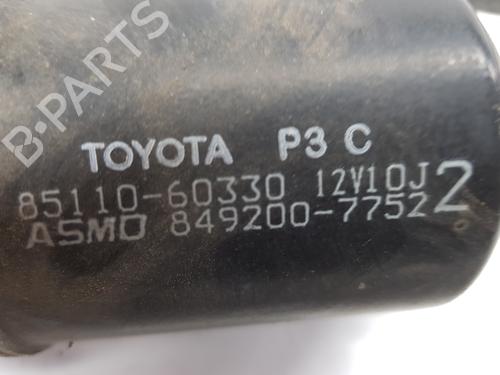 B-PARTS
TOYOTA P3 C
85110-60330 12V10J 2
ASMO 849200-7752